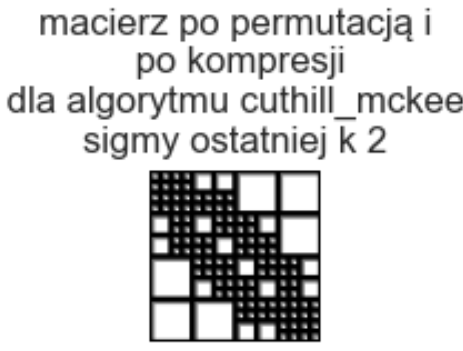 macierz po permutacją i
po kompresji
dla algorytmu cuthill_mckee
sigmy ostatniej k 2